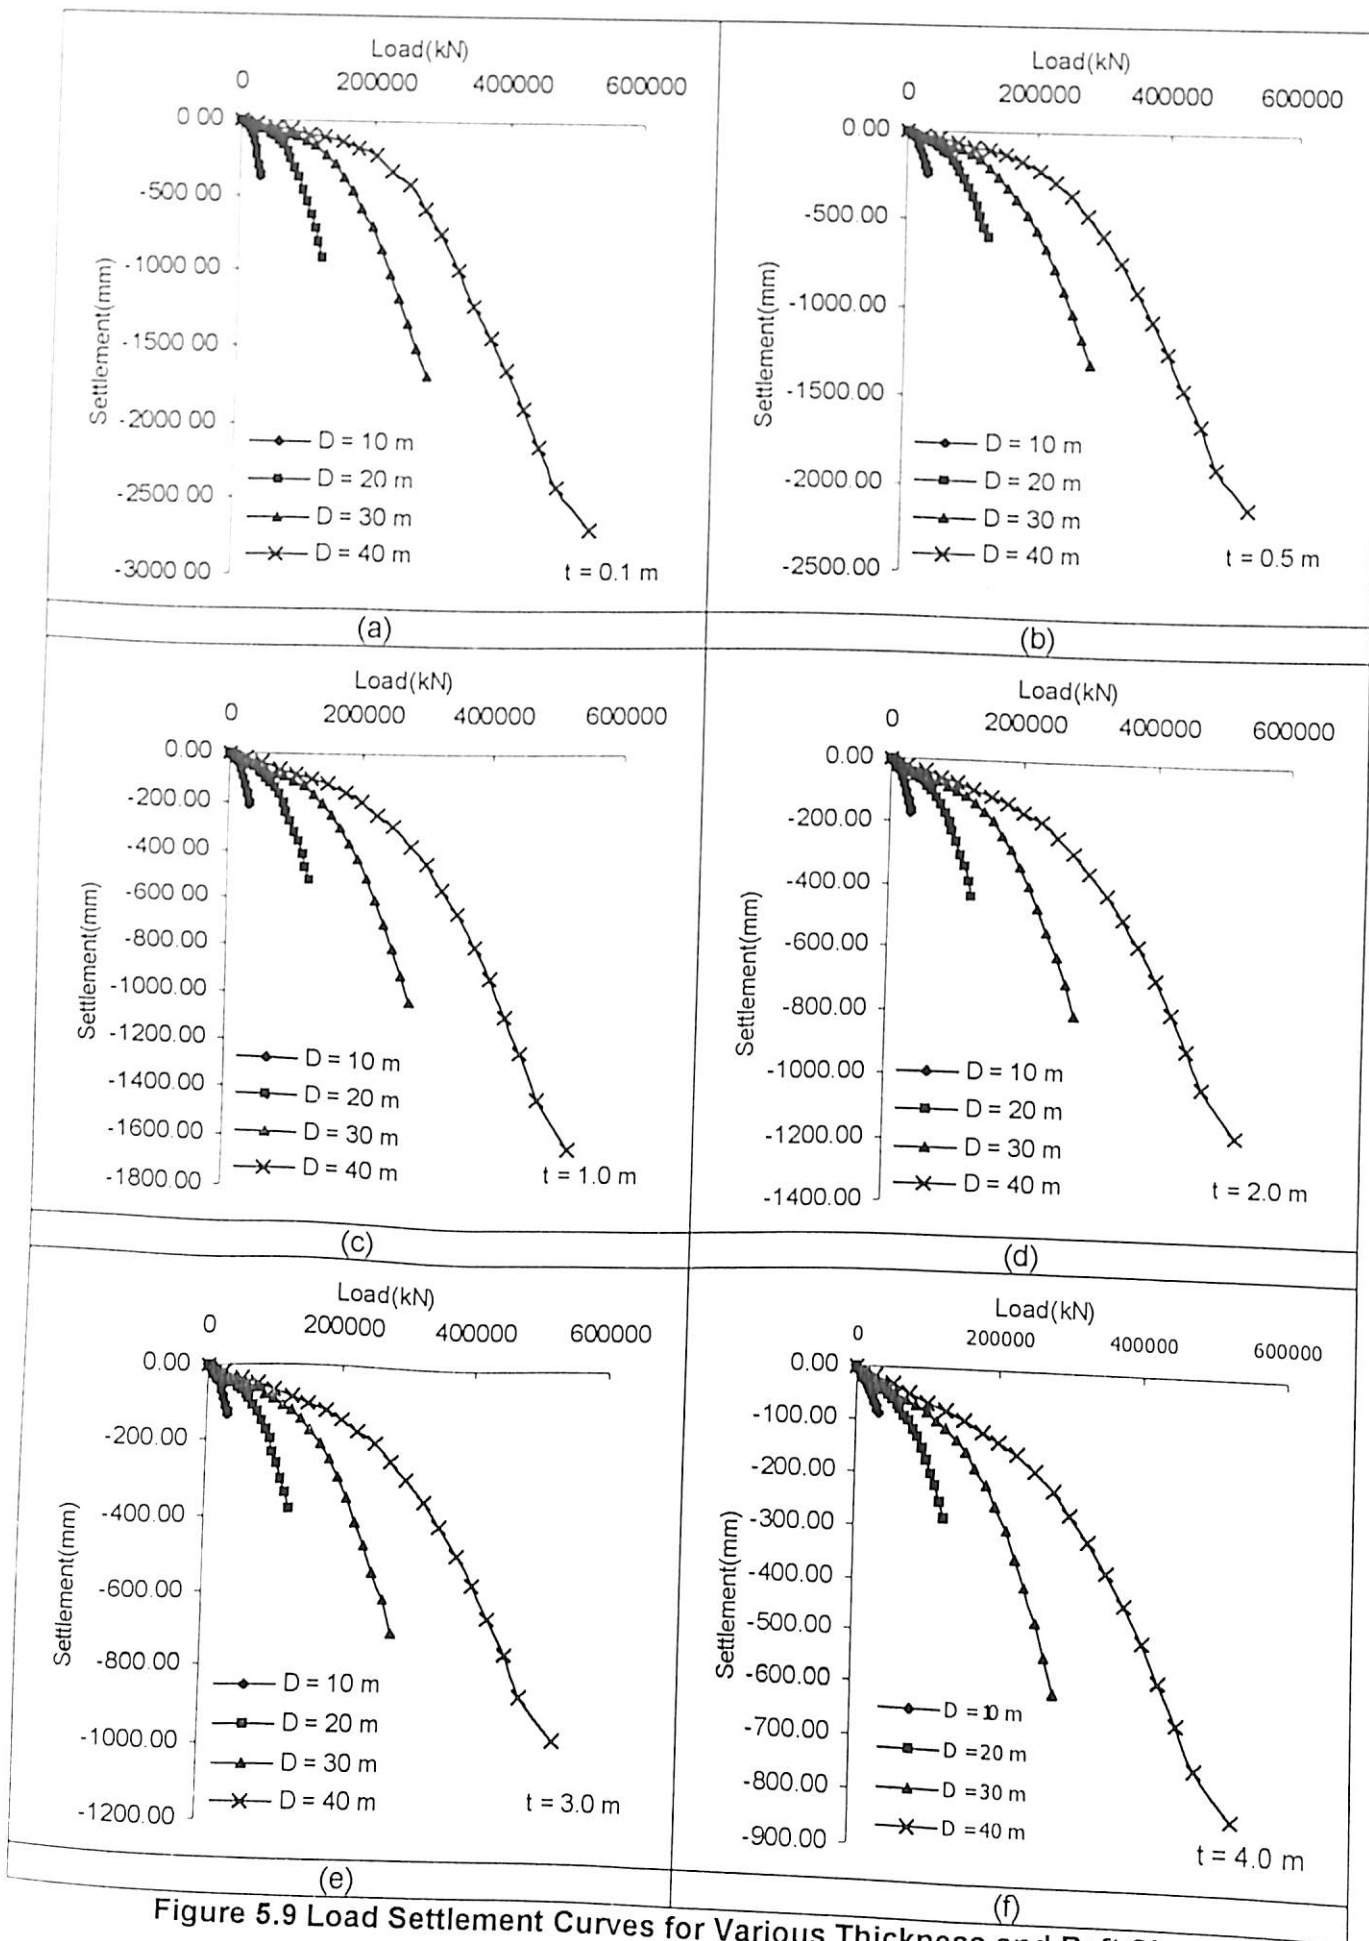 Load(kN)
0 200000 400000 600000
0 00
-500 00
-1000 00
-1500 00
-2000 00
-2500 00
-3000 00
Settlement(mm)
D = 10 m
D = 20 m
D = 30 m
D = 40 m
t = 0.1 m
(a)
Load(kN)
0 200000 400000 600000
0.00
-500.00
-1000.00
-1500.00
-2000.00
-2500.00
Settlement(mm)
D = 10 m
D = 20 m
D = 30 m
D = 40 m
t = 0.5 m
(b)
Load(kN)
0 200000 400000 600000
0.00
-200.00
-400.00
-600.00
-800.00
-1000.00
-1200.00
-1400.00
-1600.00
-1800.00
Settlement(mm)
D = 10 m
D = 20 m
D = 30 m
D = 40 m
t = 1.0 m
(c)
Load(kN)
0 200000 400000 600000
0.00
-200.00
-400.00
-600.00
-800.00
-1000.00
-1200.00
-1400.00
Settlement(mm)
D = 10 m
D = 20 m
D = 30 m
D = 40 m
t = 2.0 m
(d)
Load(kN)
0 200000 400000 600000
0.00
-200.00
-400.00
-600.00
-800.00
-1000.00
-1200.00
Settlement(mm)
D = 10 m
D = 20 m
D = 30 m
D = 40 m
t = 3.0 m
(e)
Load(kN)
0 200000 400000 600000
0.00
-100.00
-200.00
-300.00
-400.00
-500.00
-600.00
-700.00
-800.00
-900.00
Settlement(mm)
D = 10 m
D = 20 m
D = 30 m
D = 40 m
t = 4.0 m
(f)
Figure 5.9 Load Settlement Curves for Various Thickness and Raft